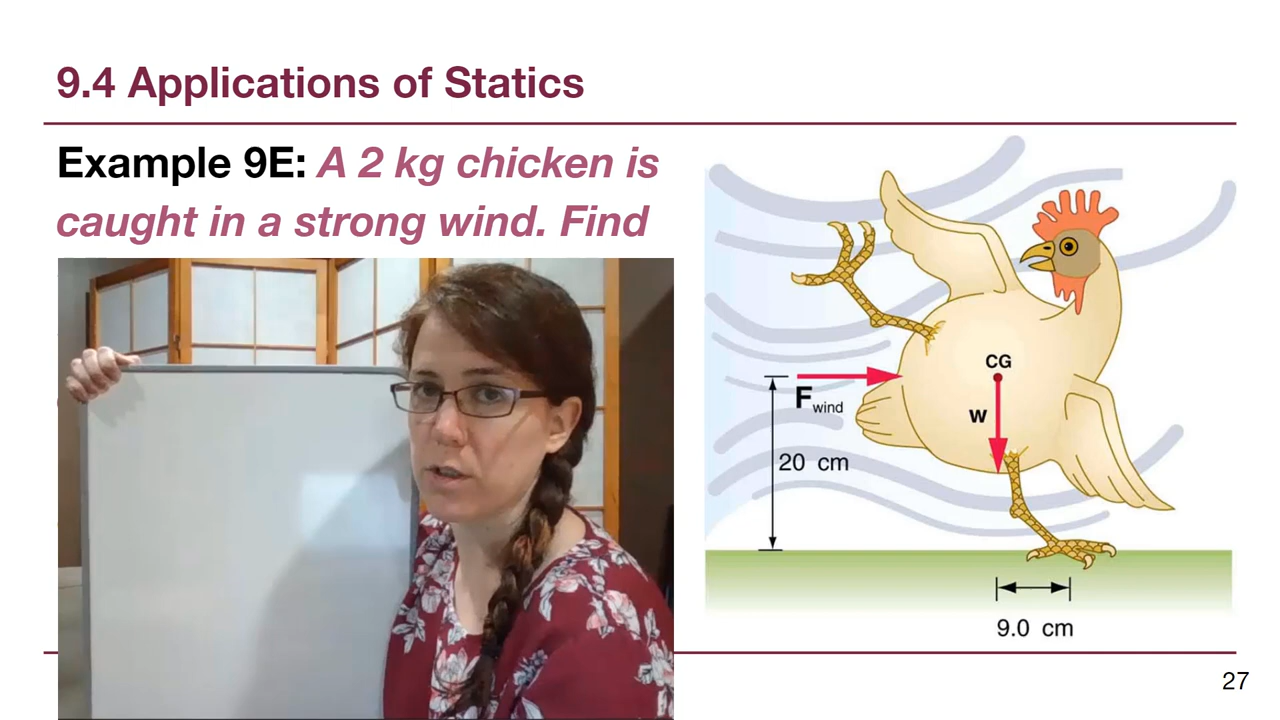 9.4 Applications of Statics
Example 9E: A 2 kg chicken is
caught in a strong wind. Find
CG
Fwind
w
20 cm
9.0 cm
27